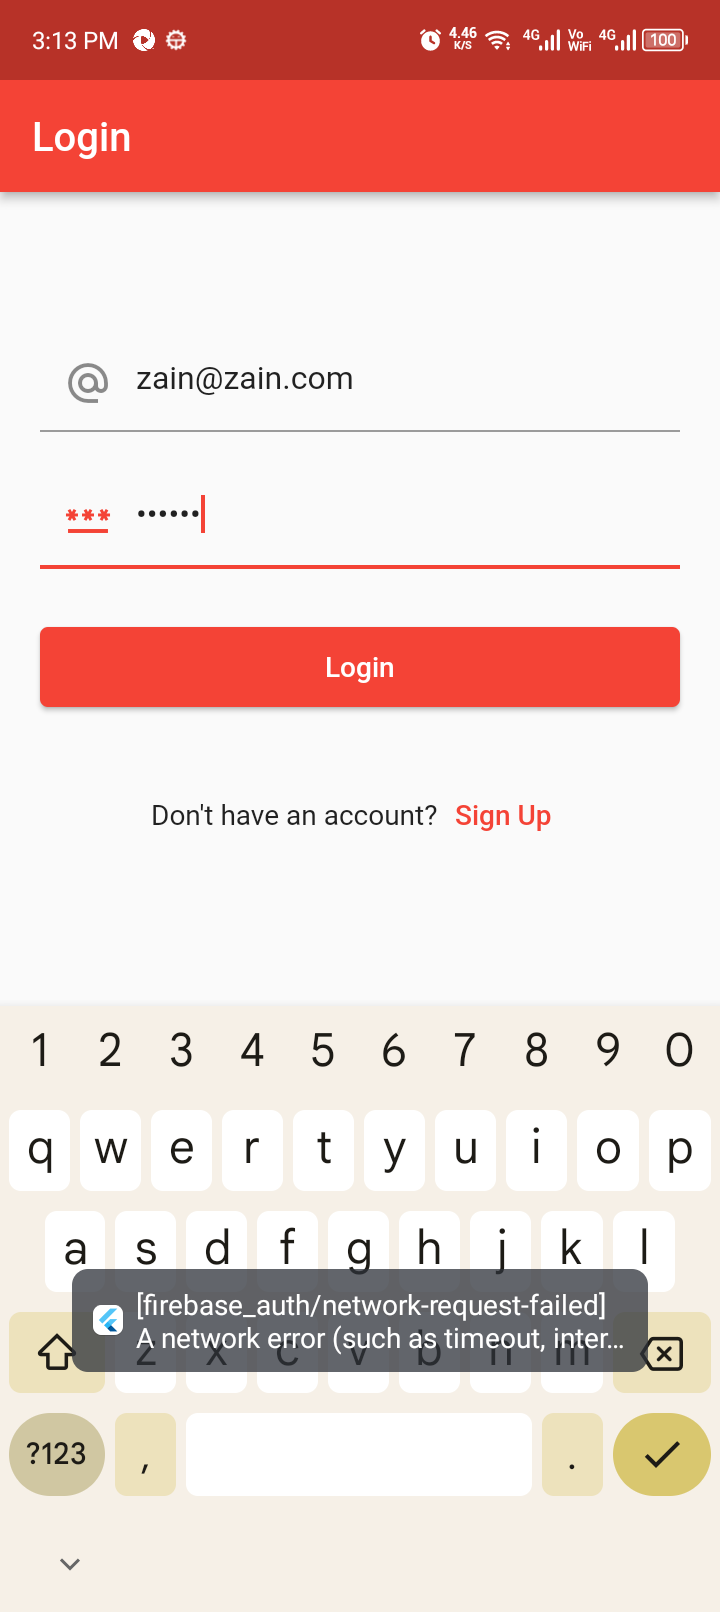 3:13 PM 4.46 K/S 4G Vo WiFi 4G 100
Login
zain@zain.com
***
••••••
Login
Don't have an account? Sign Up
1 2 3 4 5 6 7 8 9 0
q w e r t y u i o p
a s d f g h j k l
[firebase_auth/network-request-failed]
A network error (such as timeout, inter...
z x c v b n m
?123 , .